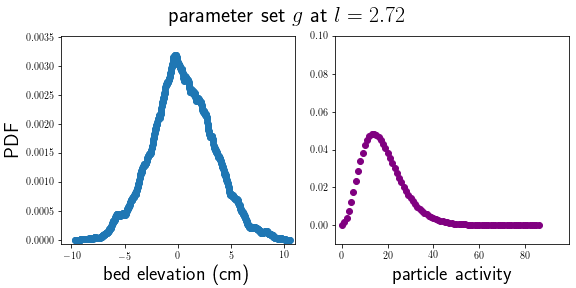 parameter set g at l = 2.72
PDF
0.0035
0.0030
0.0025
0.0020
0.0015
0.0010
0.0005
0.0000
−10 −5 0 5 10
bed elevation (cm)
0.10
0.08
0.06
0.04
0.02
0.00
0 20 40 60 80
particle activity